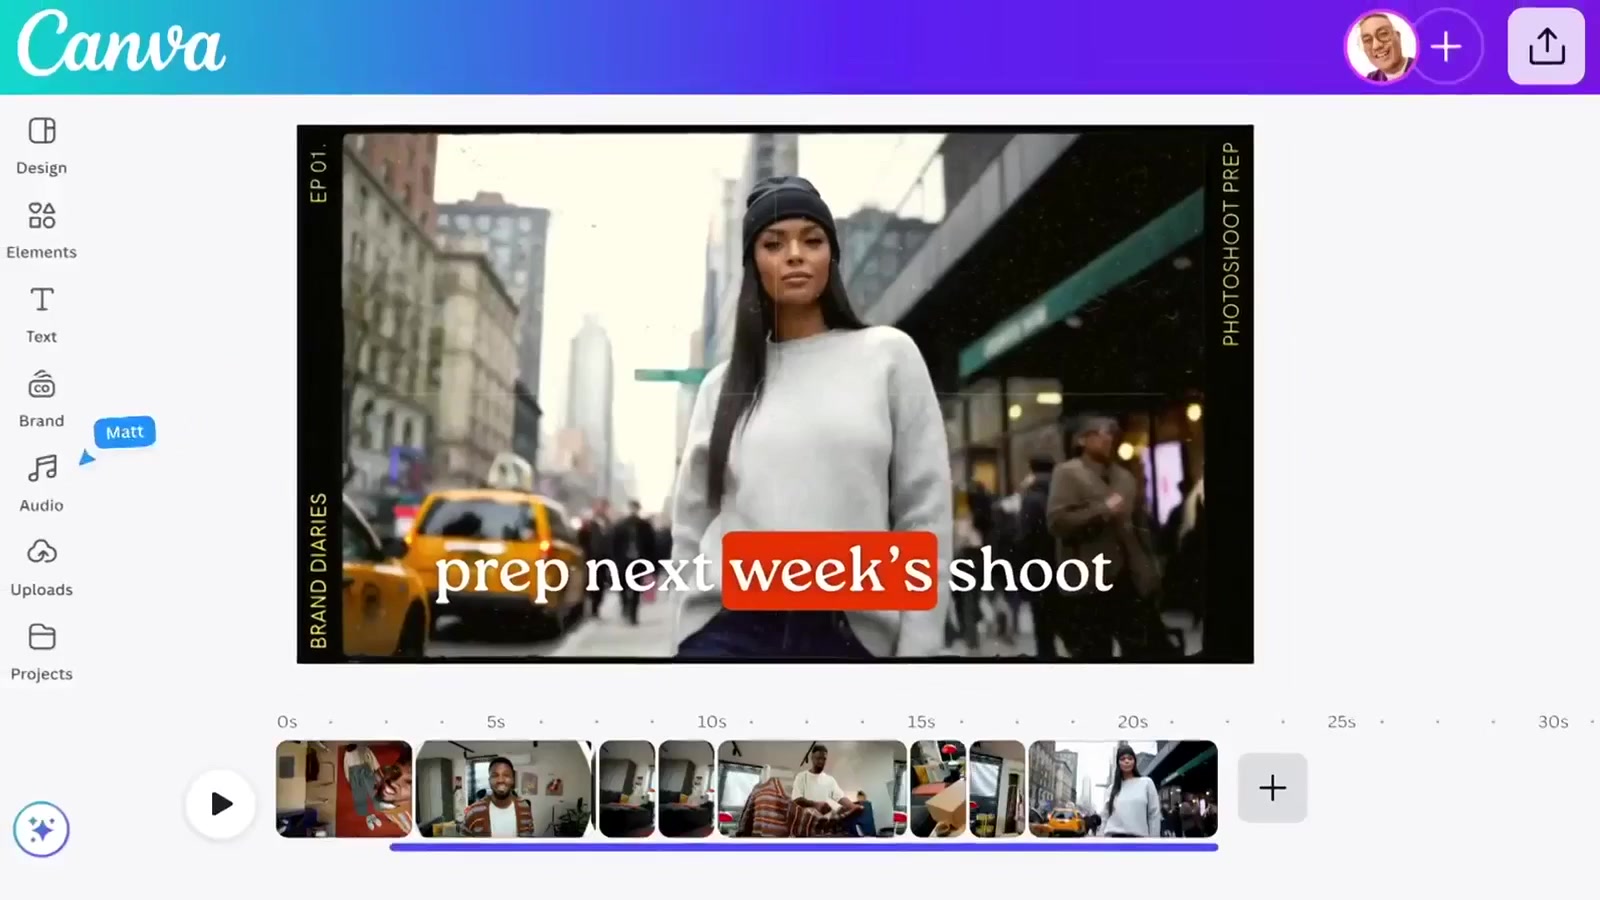 Canva
Design
Elements
Text
Brand
Matt
Audio
Uploads
Projects
EP 01.
BRAND DIARIES
PHOTOSHOOT PREP
prep next week’s shoot
0s
5s
10s
15s
20s
25s
30s